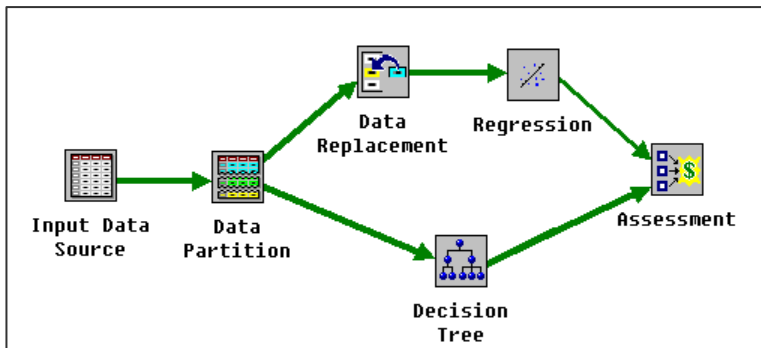 Data
Replacement
Regression
Input Data
Source
Data
Partition
$
Assessment
Decision
Tree